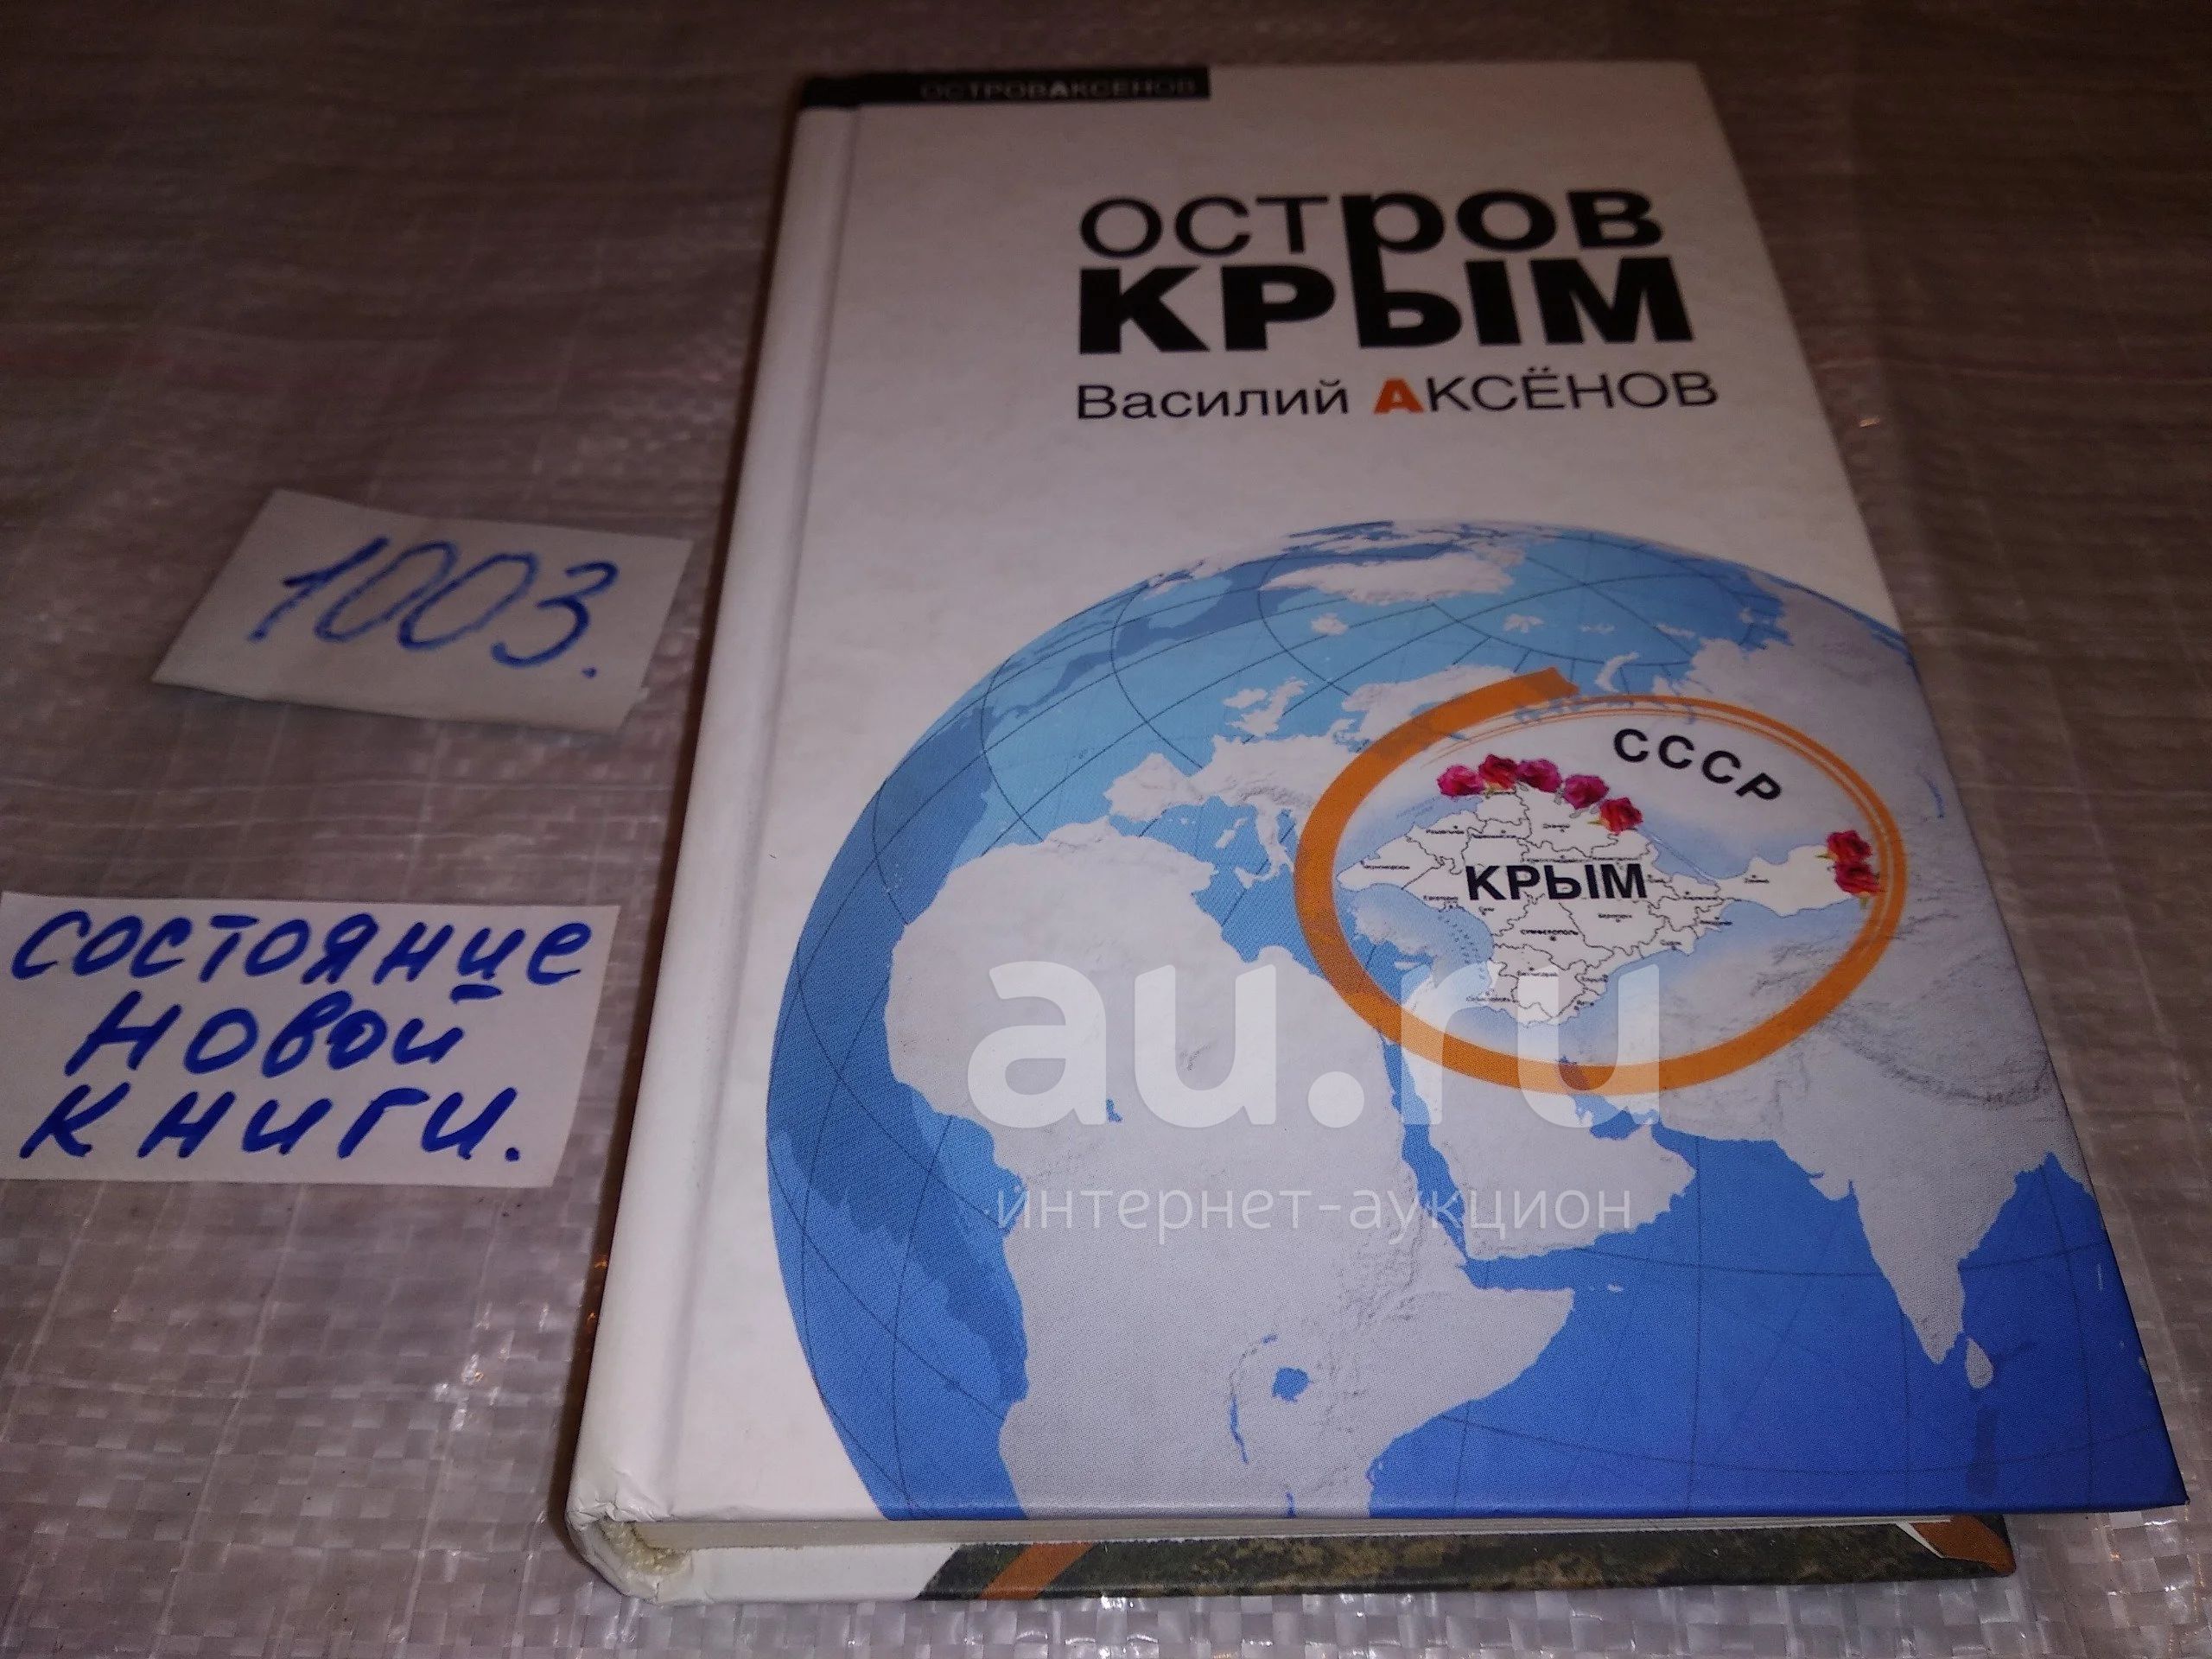 ОСТРОВАКСЕНОВ
ОСТРОВ
КРЫМ
Василий АКСЁНОВ
1003.
СССР
КРЫМ
СОСТОЯНИЕ
НОВОЙ
КНИГИ.
au.ru
интернет-аукцион